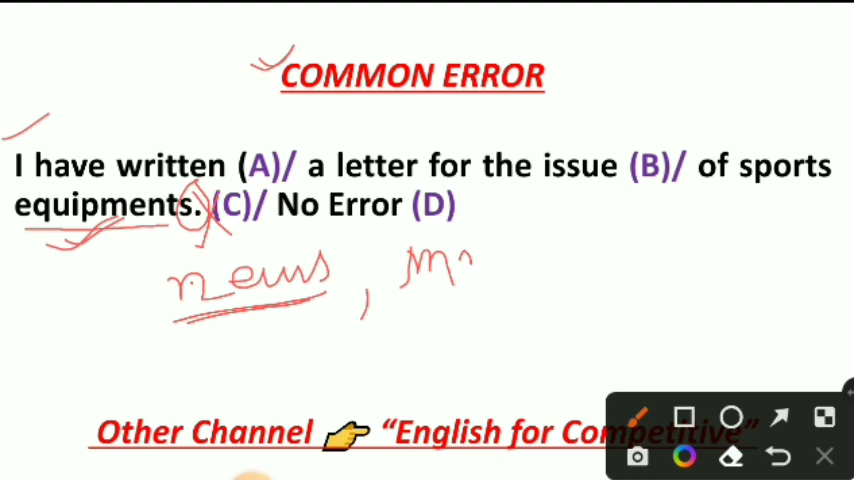 COMMON ERROR
I have written (A)/ a letter for the issue (B)/ of sports
equipments. (C)/ No Error (D)
news,
Other Channel 👉 “English for Competitive”